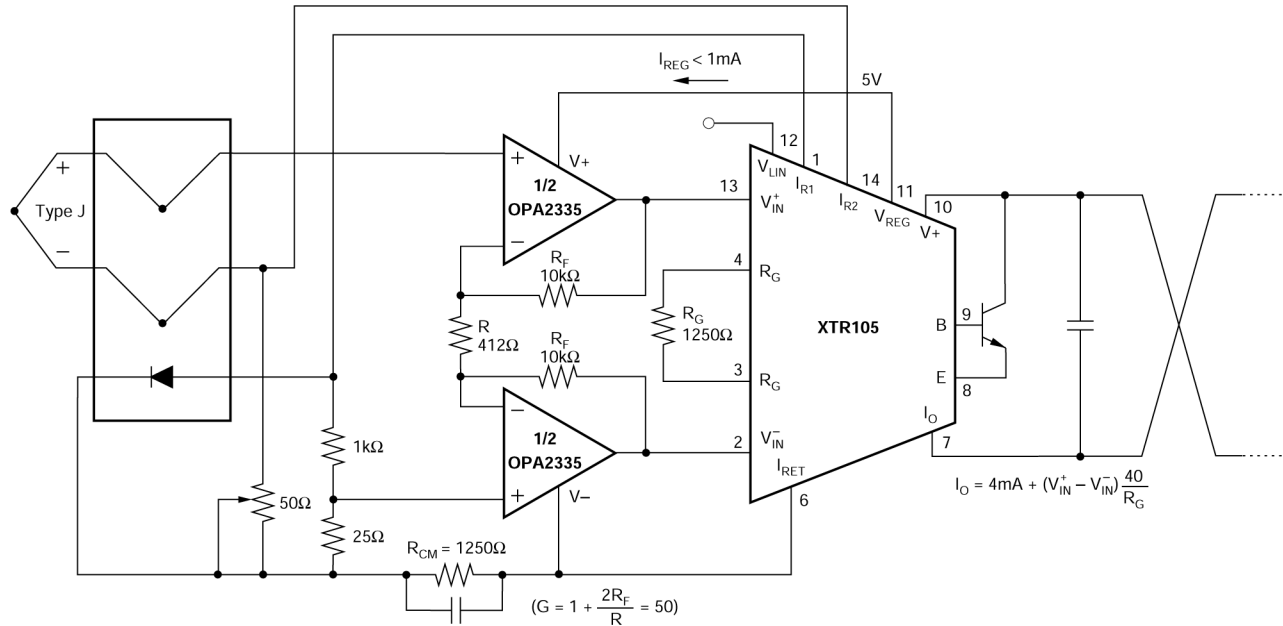 I_REG < 1mA
5V
+
Type J
−
+
V+
1/2
OPA2335
−
R_F
10kΩ
R
412Ω
R_F
10kΩ
−
1/2
OPA2335
+
V−
1kΩ
50Ω
25Ω
R_CM = 1250Ω
(G = 1 + 2R_F/R = 50)
12
1
14
11
10
13
4
3
2
9
8
7
6
V_LIN
I_R1
I_R2
V_REG
V+
V_IN^+
R_G
R_G
1250Ω
R_G
V_IN^−
I_RET
XTR105
B
E
I_O
I_O = 4mA + (V_IN^+ − V_IN^−) 40/R_G